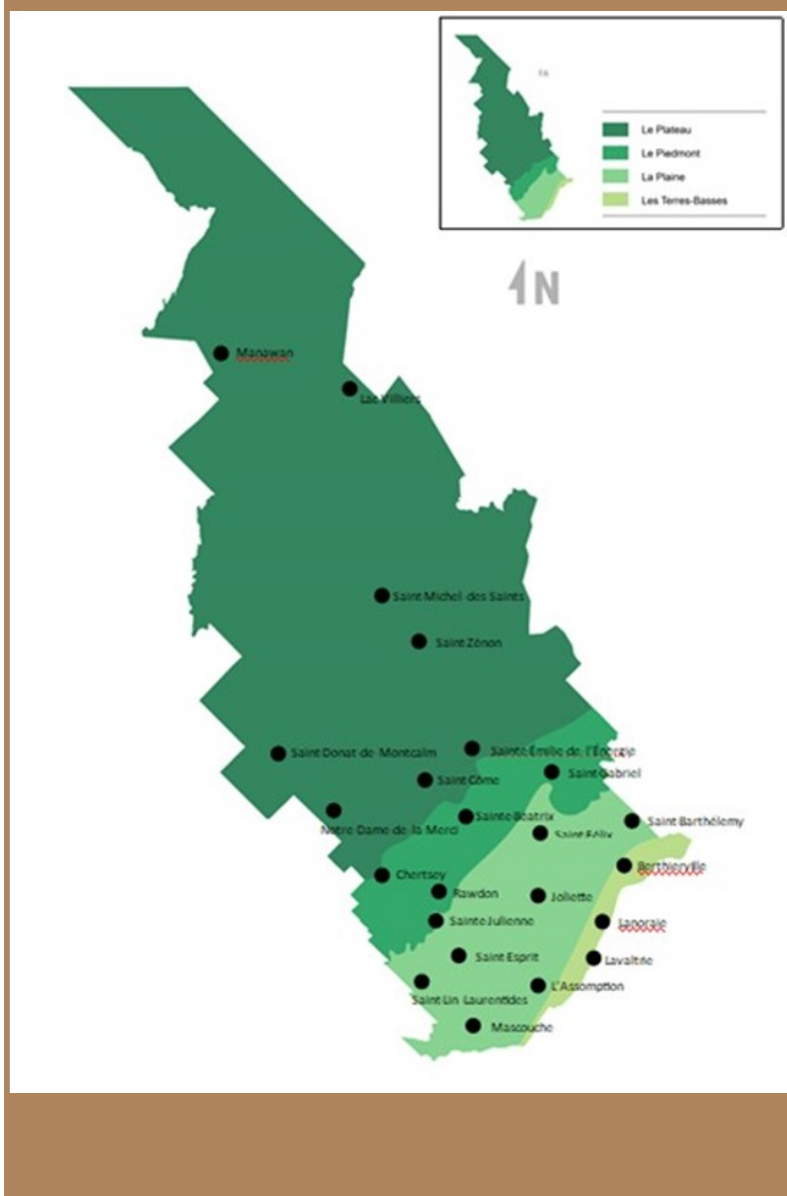 Le Plateau
Le Piedmont
La Plaine
Les Terres-Basses
N
Manawan
Lac Villiers
Saint Michel des Saints
Saint Zénon
Sainte Émilie de l'Énergie
Saint Donat de Montcalm
Saint Gabriel
Saint Côme
Notre Dame de la Merci
Sainte Béatrix
Saint Barthélemy
Saint Félix
Berthierville
Chertsey
Rawdon
Joliette
Sainte Julienne
Lanoraie
Saint Esprit
Lavaltrie
L'Assomption
Saint Lin Laurentides
Mascouche